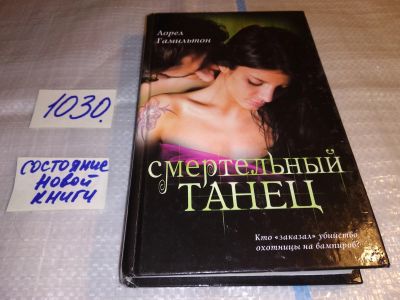 1030.
состояние
новой
книги
Лорел
Гамильтон
смертельный
ТАНЕЦ
Кто «заказал» убийство
охотницы на вампиров?